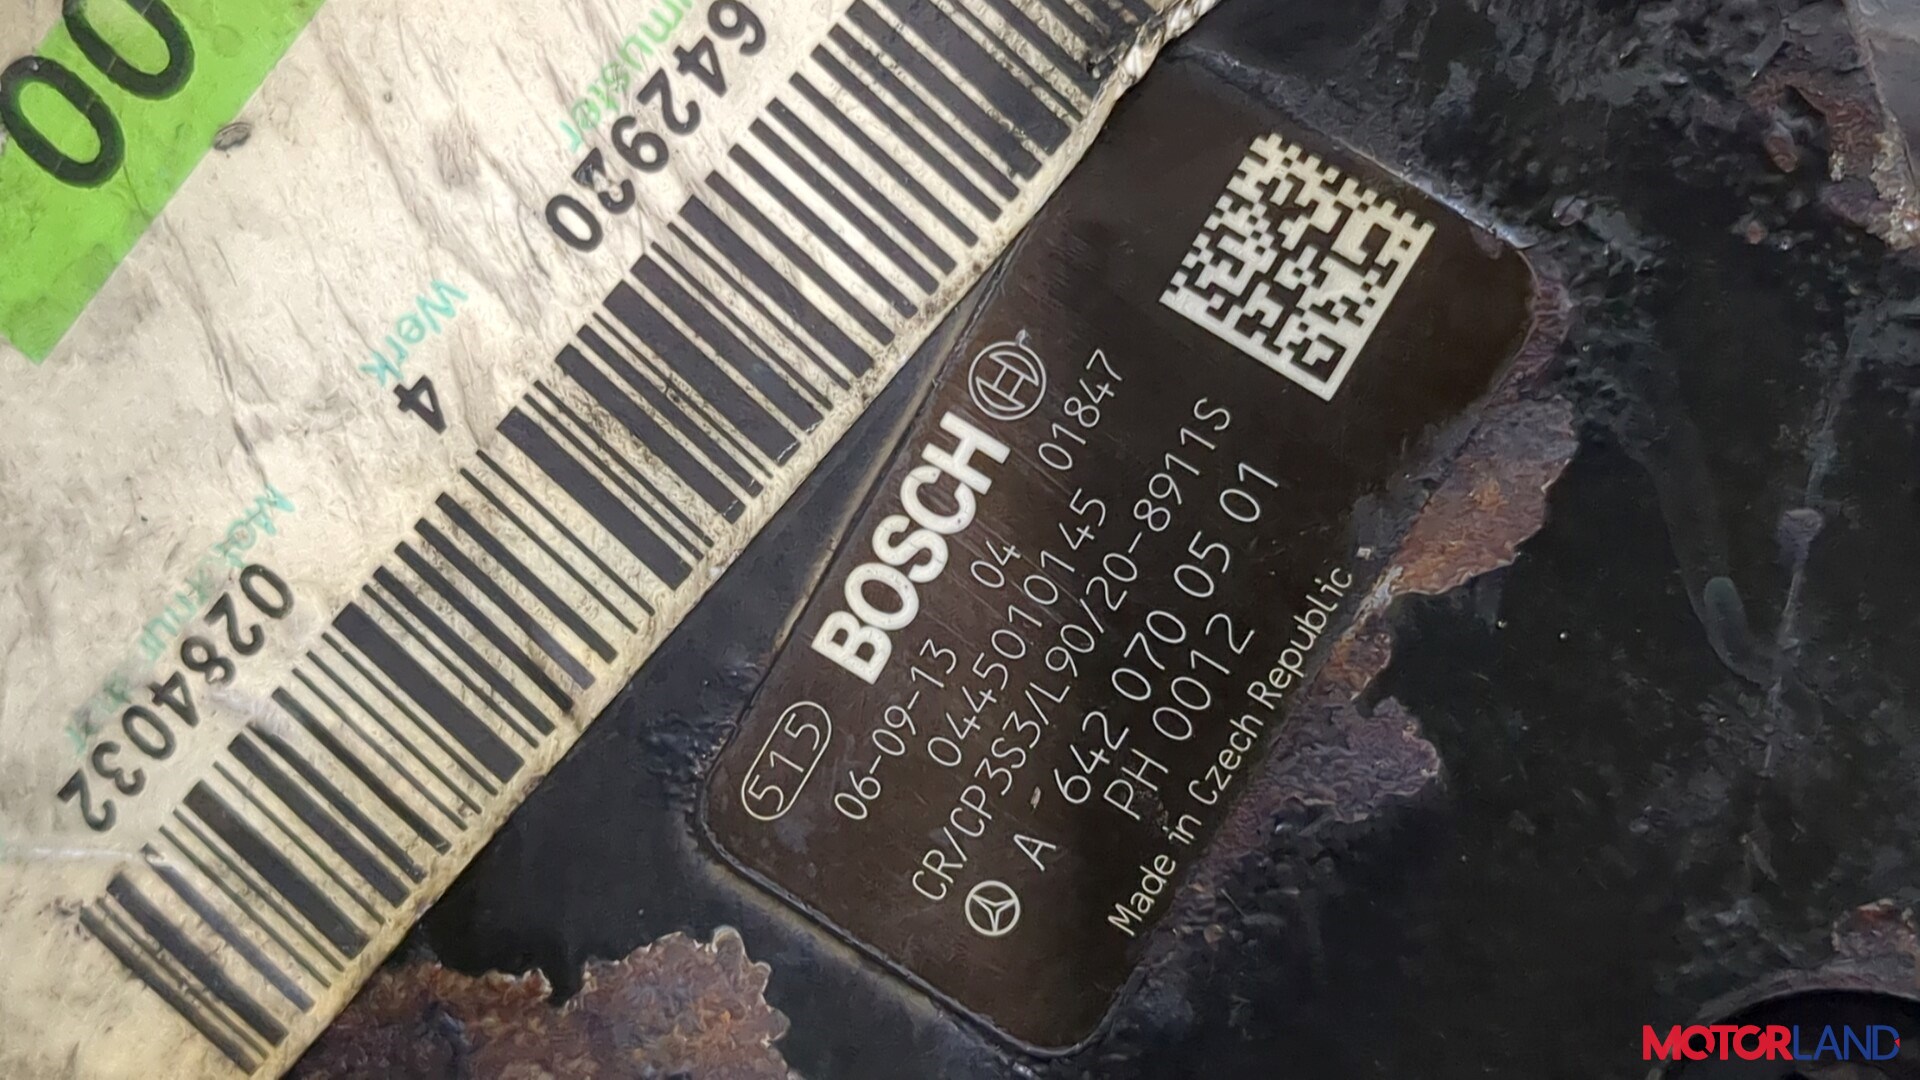 00
muster
642920
Werk
4
0284032
BOSCH
515
06-09-13 04 01847
0445010145
CR/CP3S3/L90/20-8911S
A - 642 070 05 01
PH 0012
Made in Czech Republic
MOTORLAND